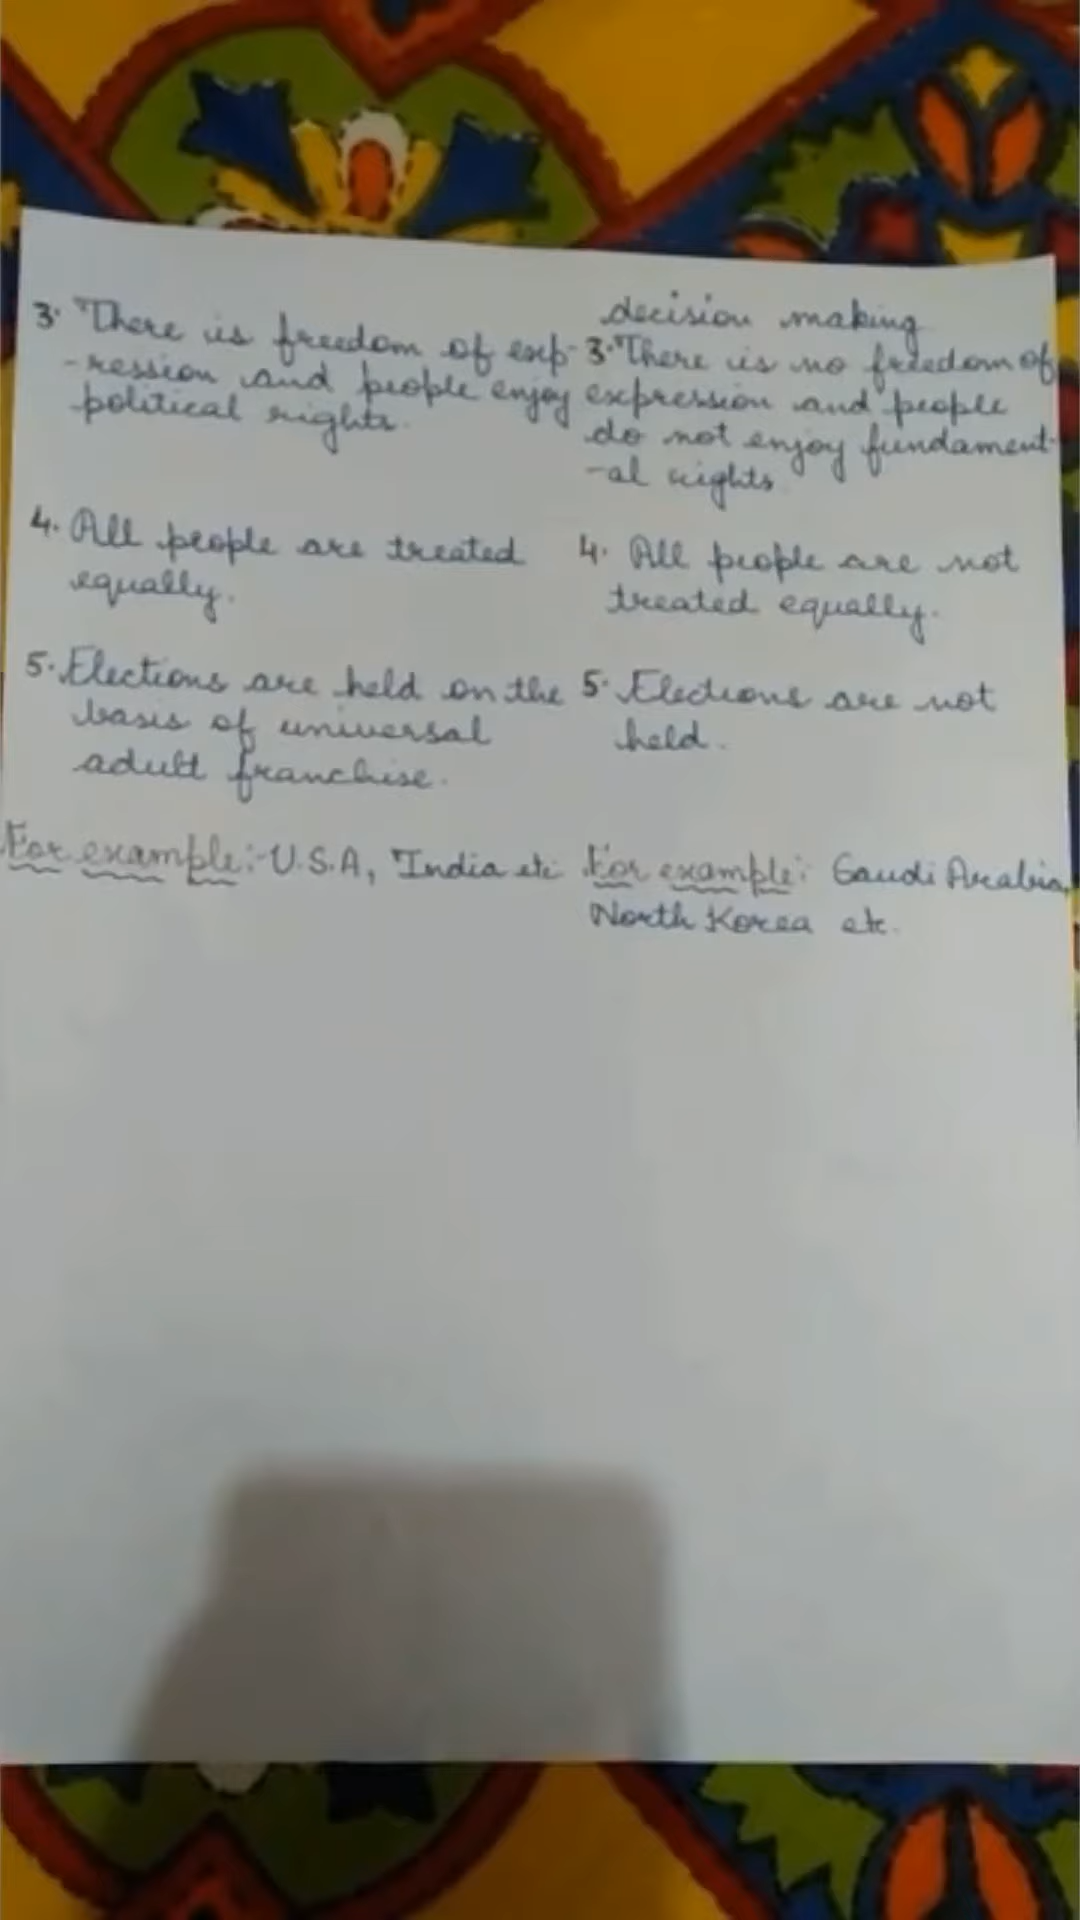 3. There is freedom of exp-
-ression and people enjoy
political rights.
4. All people are treated
equally.
5. Elections are held on the
basis of universal
adult franchise.
For example:- U.S.A, India etc
decision making
3. There is no freedom of
expression and people
do not enjoy fundament-
-al rights
4. All people are not
treated equally.
5. Elections are not
held.
For example: Saudi Arabia,
North Korea etc.